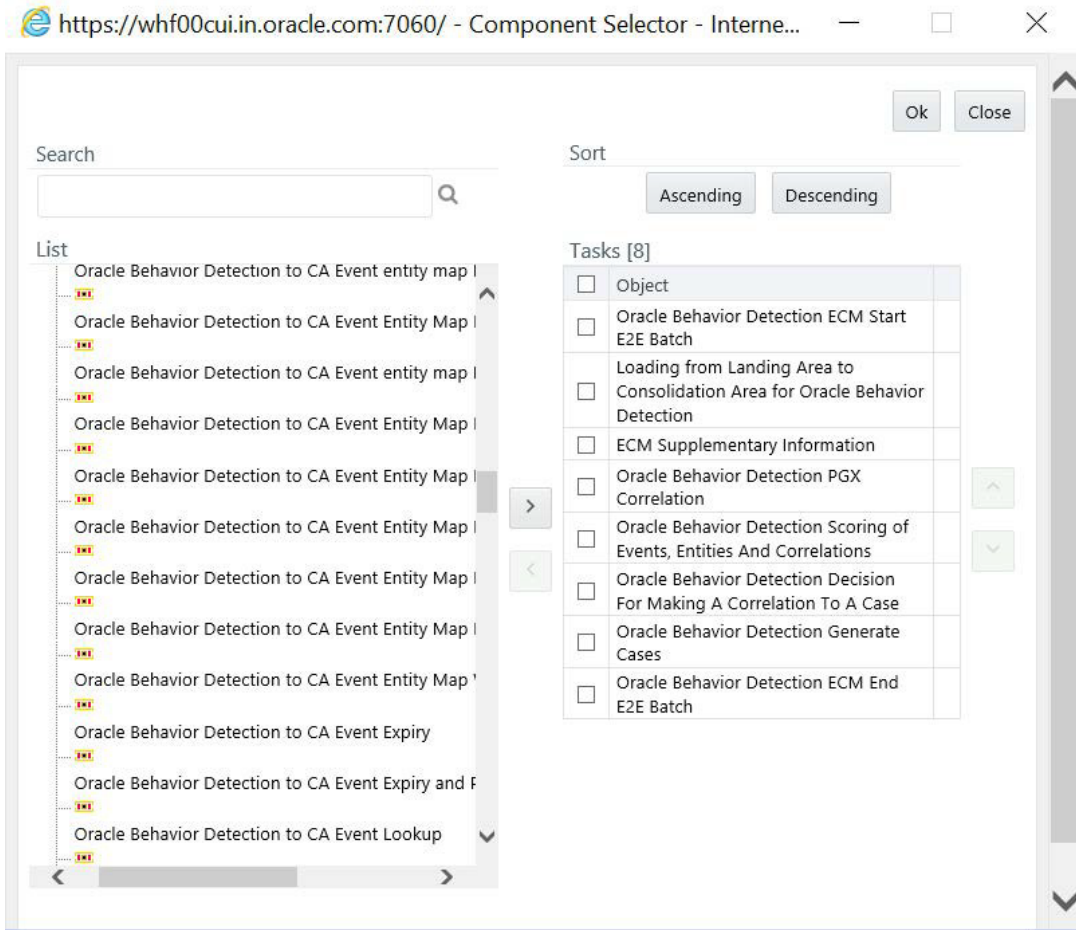 https://whf00cui.in.oracle.com:7060/ - Component Selector - Interne...
Ok
Close
Search
Sort
Ascending
Descending
List
Oracle Behavior Detection to CA Event entity map
Oracle Behavior Detection to CA Event Entity Map
Oracle Behavior Detection to CA Event entity map
Oracle Behavior Detection to CA Event Entity Map
Oracle Behavior Detection to CA Event Entity Map
Oracle Behavior Detection to CA Event Entity Map
Oracle Behavior Detection to CA Event Entity Map
Oracle Behavior Detection to CA Event Entity Map
Oracle Behavior Detection to CA Event Entity Map
Oracle Behavior Detection to CA Event Expiry
Oracle Behavior Detection to CA Event Expiry and
Oracle Behavior Detection to CA Event Lookup
Tasks [8]
Object
Oracle Behavior Detection ECM Start
E2E Batch
Loading from Landing Area to
Consolidation Area for Oracle Behavior
Detection
ECM Supplementary Information
Oracle Behavior Detection PGX
Correlation
Oracle Behavior Detection Scoring of
Events, Entities And Correlations
Oracle Behavior Detection Decision
For Making A Correlation To A Case
Oracle Behavior Detection Generate
Cases
Oracle Behavior Detection ECM End
E2E Batch